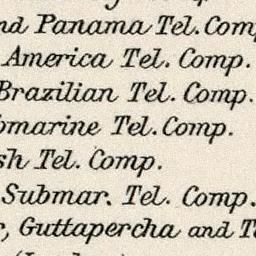 nd Panama Tel. Comp
America Tel. Comp.
Brazilian Tel. Comp.
bmarine Tel. Comp.
sh Tel. Comp.
Submar. Tel. Comp.
, Guttapercha and T